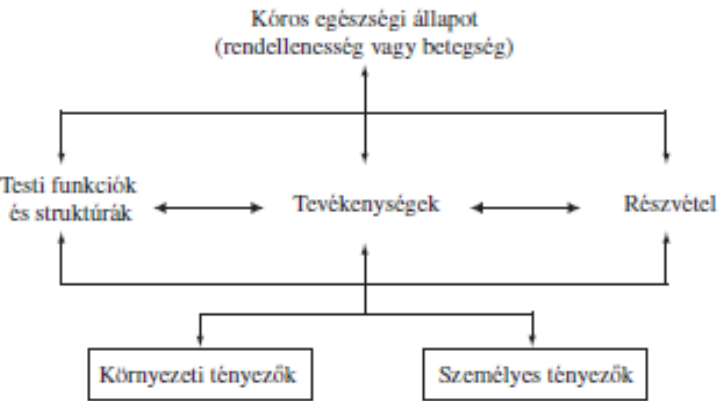 Kóros egészségi állapot
(rendellenesség vagy betegség)
Testi funkciók
és struktúrák
Tevékenységek
Részvétel
Környezeti tényezők
Személyes tényezők